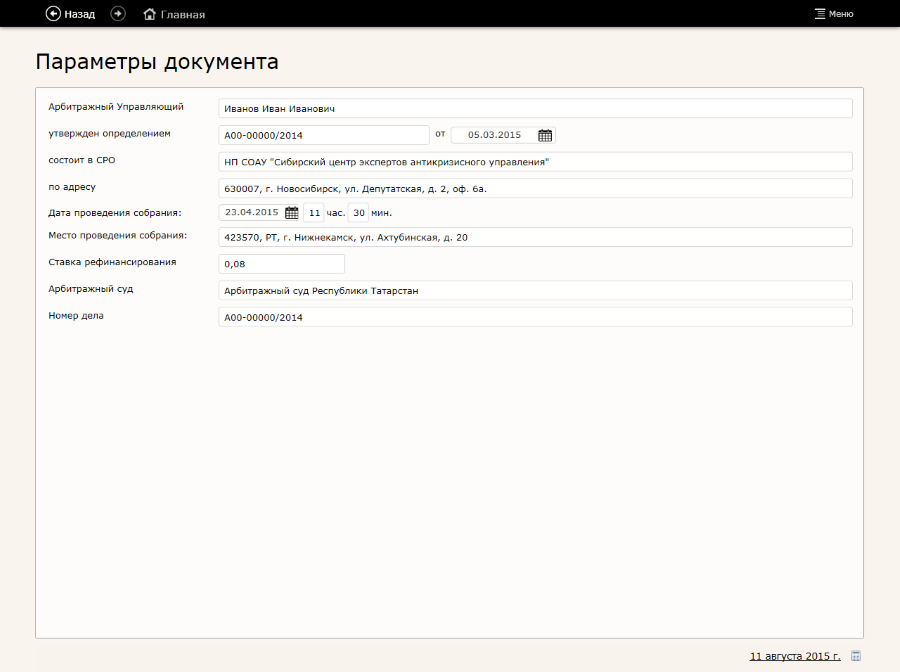 Назад Главная Меню
Параметры документа
Арбитражный Управляющий Иванов Иван Иванович
утвержден определением А00-00000/2014 от 05.03.2015
состоит в СРО НП СОАУ "Сибирский центр экспертов антикризисного управления"
по адресу 630007, г. Новосибирск, ул. Депутатская, д. 2, оф. 6а.
Дата проведения собрания: 23.04.2015 11 час. 30 мин.
Место проведения собрания: 423570, РТ, г. Нижнекамск, ул. Ахтубинская, д. 20
Ставка рефинансирования 0,08
Арбитражный суд Арбитражный суд Республики Татарстан
Номер дела А00-00000/2014
11 августа 2015 г.